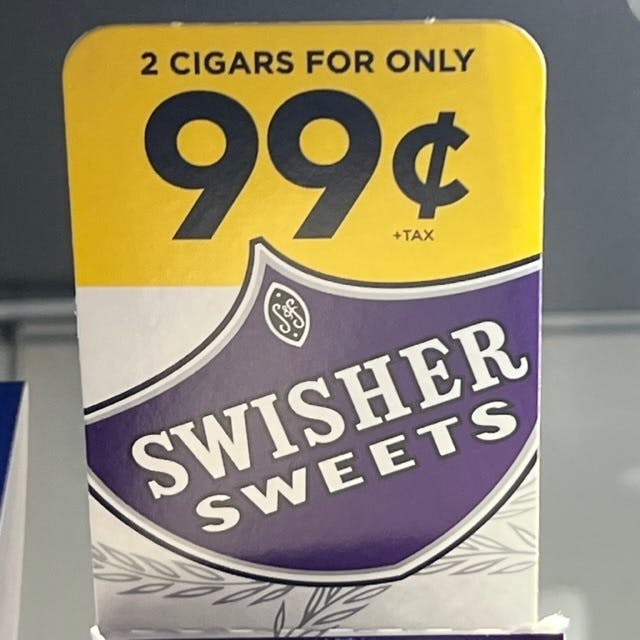 2 CIGARS FOR ONLY
99¢
+TAX
S&S
SWISHER
SWEETS